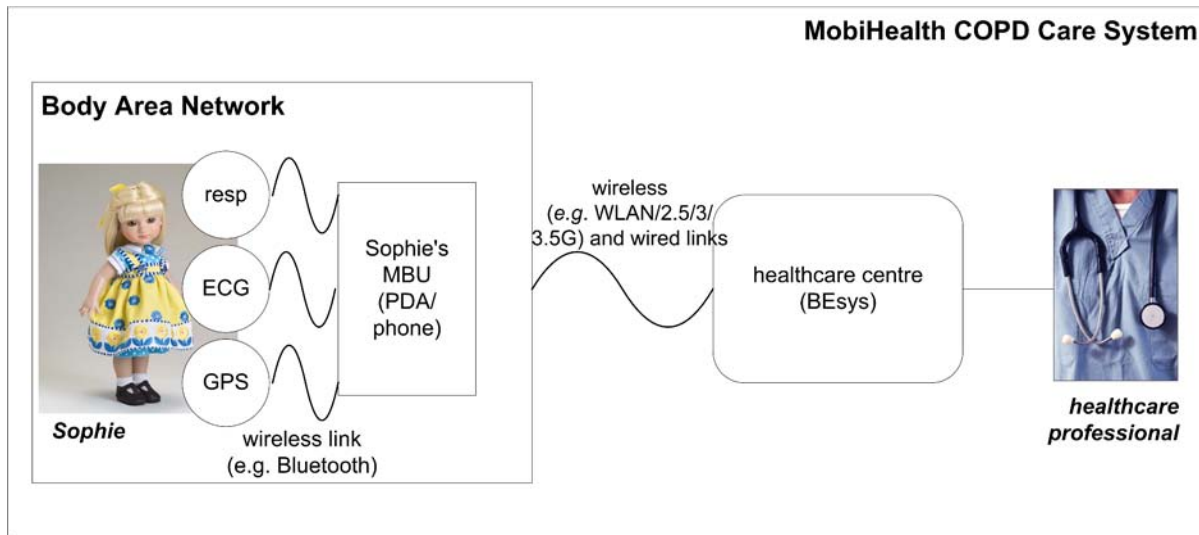 MobiHealth COPD Care System
Body Area Network
resp
ECG
GPS
Sophie's
MBU
(PDA/
phone)
Sophie
wireless link
(e.g. Bluetooth)
wireless
(e.g. WLAN/2.5/3/
3.5G) and wired links
healthcare centre
(BEsys)
healthcare
professional